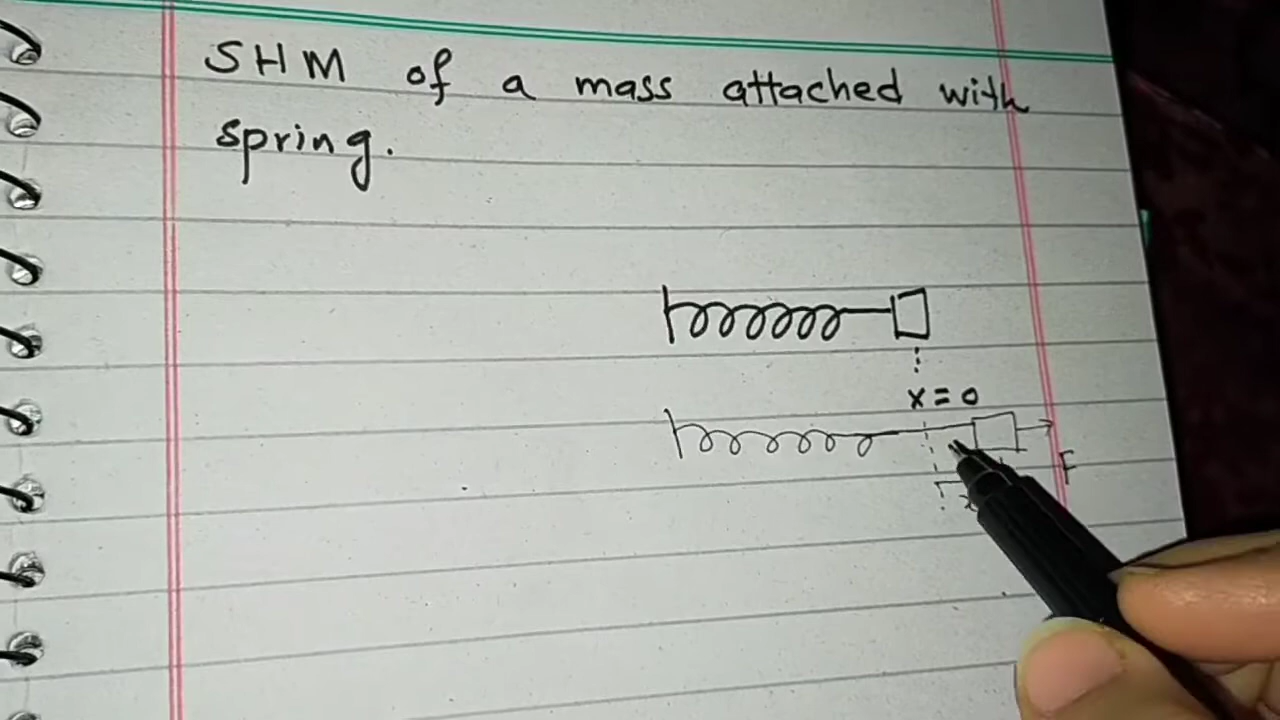 SHM of a mass attached with
spring.
x = 0
F
x